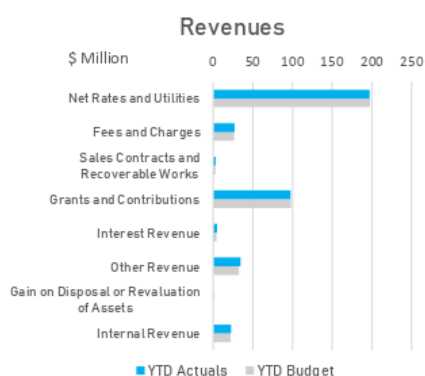 Revenues
$ Million
0 50 100 150 200 250
Net Rates and Utilities
Fees and Charges
Sales Contracts and
Recoverable Works
Grants and Contributions
Interest Revenue
Other Revenue
Gain on Disposal or Revaluation
of Assets
Internal Revenue
YTD Actuals YTD Budget